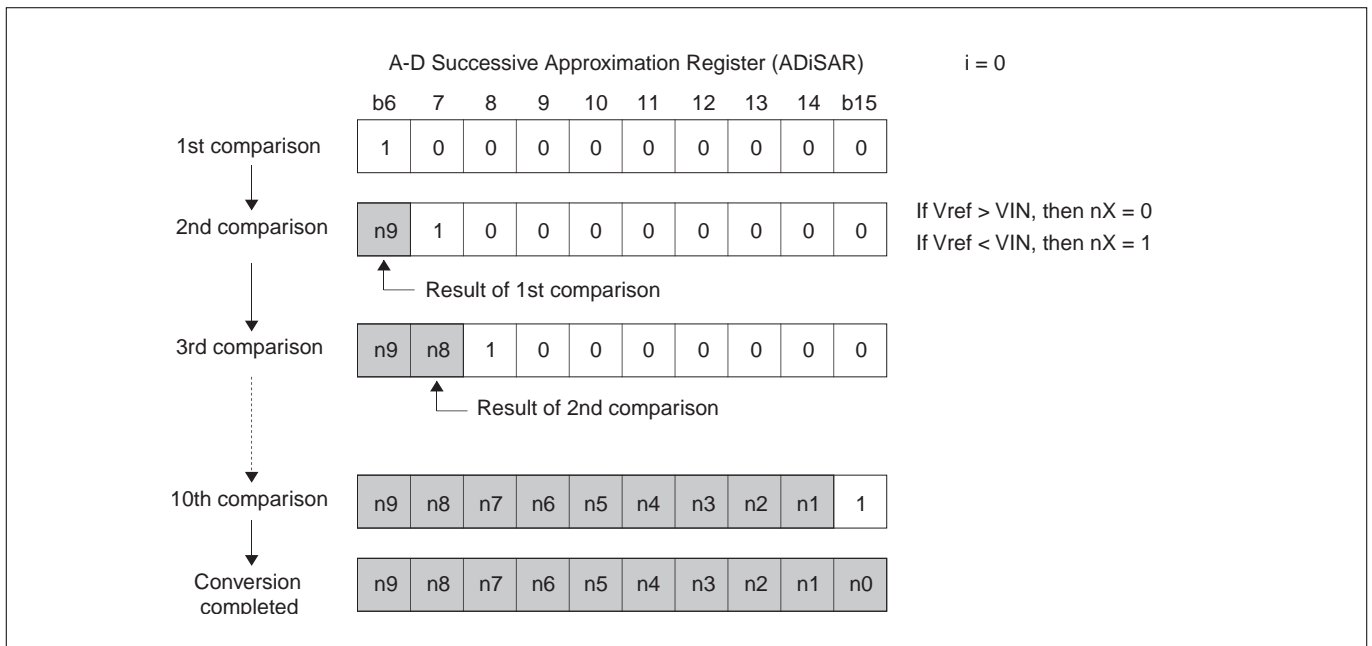 A-D Successive Approximation Register (ADiSAR) i = 0
b6 7 8 9 10 11 12 13 14 b15
1st comparison 1 0 0 0 0 0 0 0 0 0
2nd comparison n9 1 0 0 0 0 0 0 0 0
If Vref > VIN, then nX = 0
If Vref < VIN, then nX = 1
Result of 1st comparison
3rd comparison n9 n8 1 0 0 0 0 0 0 0
Result of 2nd comparison
10th comparison n9 n8 n7 n6 n5 n4 n3 n2 n1 1
Conversion
completed
n9 n8 n7 n6 n5 n4 n3 n2 n1 n0